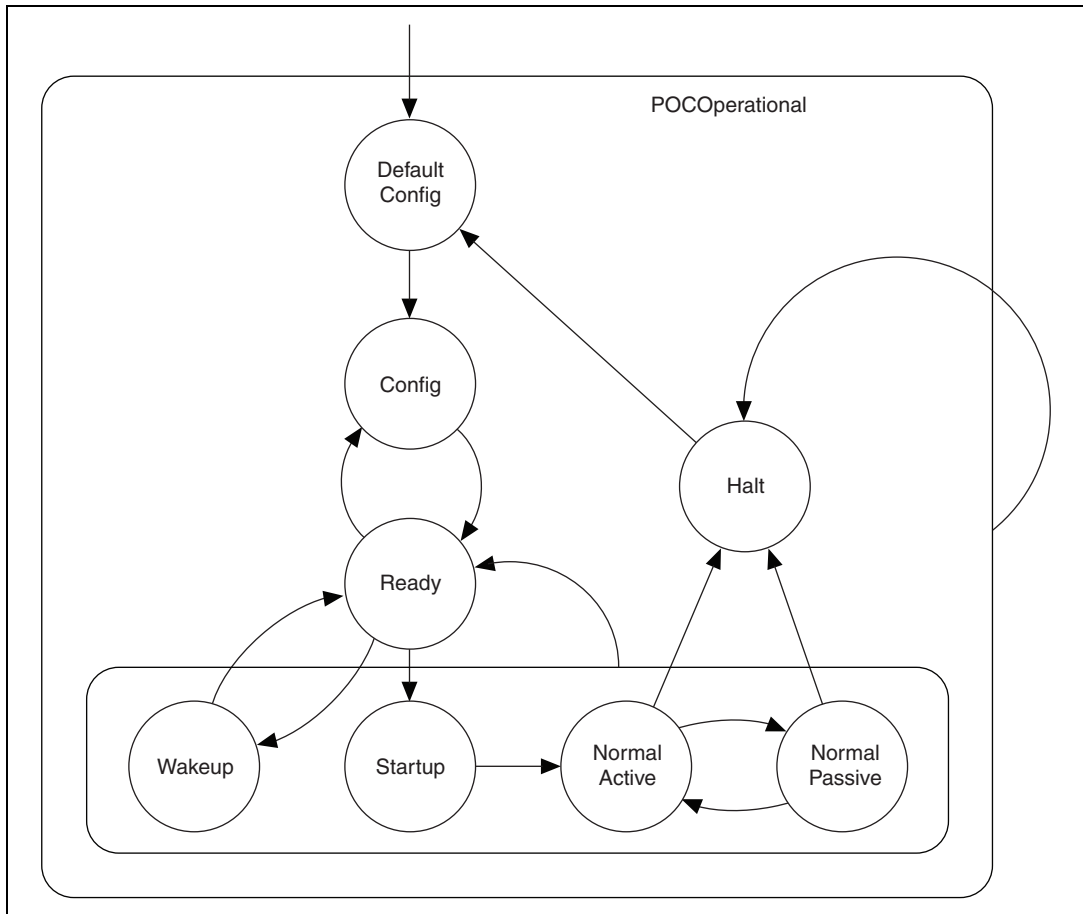 POCOperational
Default
Config
Config
Halt
Ready
Wakeup
Startup
Normal
Active
Normal
Passive